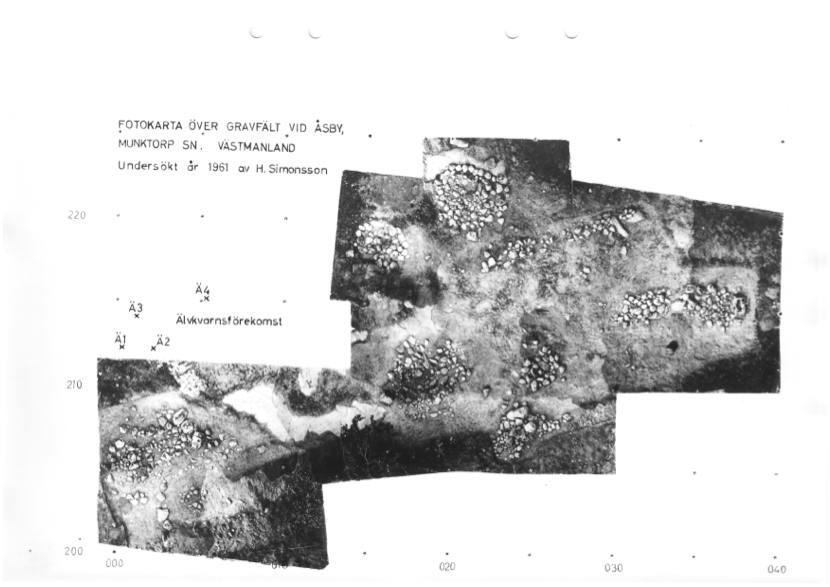 FOTOKARTA ÖVER GRAVFÄLT VID ÅSBY,
MUNKTORP SN. VÄSTMANLAND
Undersökt år 1961 av H. Simonsson
220
Ä4
Ä3
Älvkvarnsförekomst
Ä1 Ä2
210
200
000 010 020 030 040